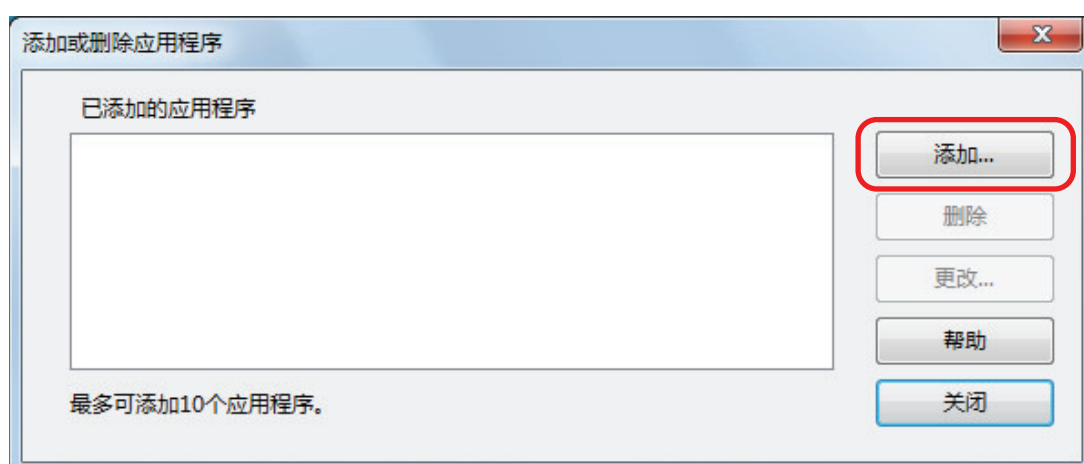 添加或删除应用程序
已添加的应用程序
添加...
删除
更改...
帮助
最多可添加10个应用程序。
关闭